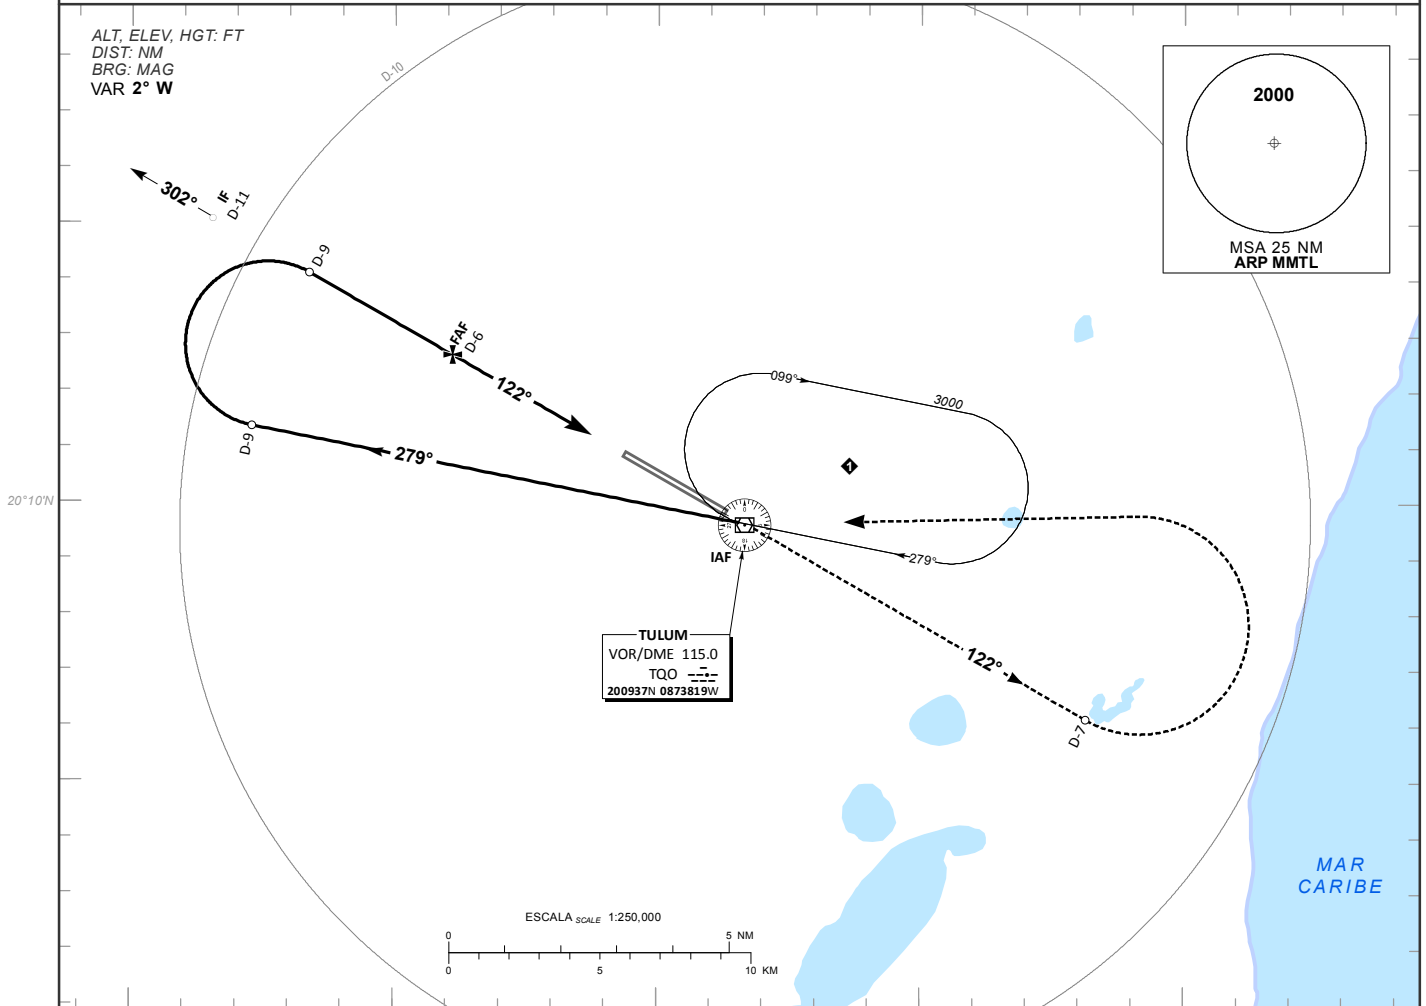 ALT, ELEV, HGT: FT
DIST: NM
BRG: MAG
VAR 2° W
D-10
2000
MSA 25 NM
ARP MMTL
302°
IF
D-11
D-9
FAF
D-6
122°
D-9
279°
099°
3000
1
20°10'N
279°
IAF
TULUM
VOR/DME 115.0
TQO
200937N 0873819W
122°
D-7
MAR
CARIBE
ESCALA SCALE 1:250,000
0 5 NM
0 5 10 KM